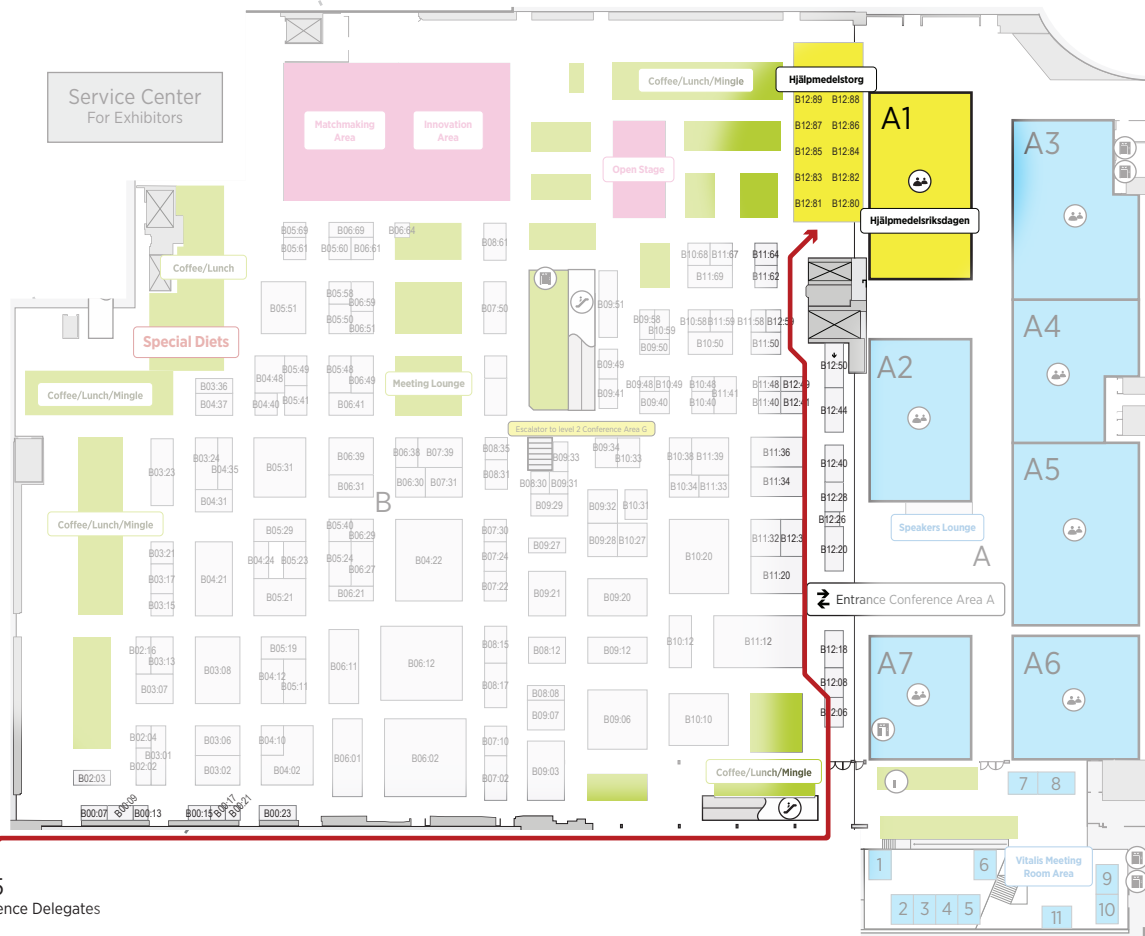 Service Center
For Exhibitors
Matchmaking
Area
Innovation
Area
Coffee/Lunch/Mingle
Open Stage
Hjälpmedelstorg
B12:89 B12:88
B12:87 B12:86
B12:85 B12:84
B12:83 B12:82
B12:81 B12:80
A1
Hjälpmedelsriksdagen
A3
Coffee/Lunch
Special Diets
Coffee/Lunch/Mingle
B05:69 B06:69 B06:64
B05:61 B05:60 B06:61 B08:61
B10:68 B11:67 B11:64
B11:69 B11:62
B05:51 B05:58 B06:59
B05:50 B06:51
B07:50
B09:51
B09:58 B10:59 B10:58 B11:59 B11:58
B09:50 B10:50 B11:50
A4
B03:36 B04:48 B05:49 B05:48 B06:49
B04:37 B04:40 B05:41 B06:41
Meeting Lounge
B09:49
B09:41
B09:48 B10:49 B10:48 B11:48
B09:40 B10:40 B11:41 B11:40
B12:50
B12:44
A2
Escalator to level 2 Conference Area G
B03:23 B03:24 B04:35 B04:31
B05:31
B06:39
B06:31
B
B06:38 B07:39
B06:30 B07:31
B08:35
B08:31
B09:33
B08:30 B09:31
B09:29
B09:34
B10:33
B10:38 B11:39
B10:34 B11:33
B11:36
B11:34
B12:40
B12:28
B12:26
B12:20
A5
Speakers Lounge
A
Coffee/Lunch/Mingle
B03:21
B03:17
B03:15
B04:21
B05:29
B04:24 B05:23
B05:21
B05:40 B06:29
B05:24 B06:27
B06:21
B04:22
B07:30
B07:24
B07:22
B09:27
B09:21
B09:32 B10:31
B09:28 B10:27
B09:20
B10:20
B11:32
B11:20
Entrance Conference Area A
B02:16 B03:13
B03:07
B03:08
B05:19
B04:12 B05:11
B06:11
B06:12
B08:15
B08:17
B08:12
B09:12
B10:12
B11:12
B12:18
B12:08
A7
A6
B08:08
B09:07
B09:06
B10:10
B02:04 B03:01
B02:02
B02:03
B03:06
B03:02
B04:10
B04:02
B06:01
B06:02
B07:10
B07:02
B09:03
Coffee/Lunch/Mingle
B00:07 B00:09 B00:13 B00:15 B00:17 B00:21 B00:23
7 8
1 6
Vitalis Meeting
Room Area
9
2 3 4 5 11 10
5
ence Delegates